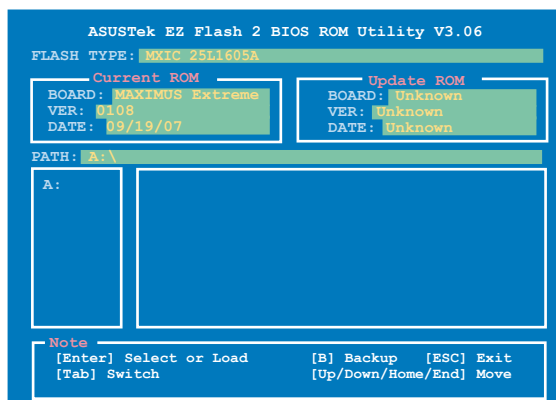 ASUSTek EZ Flash 2 BIOS ROM Utility V3.06
FLASH TYPE: MXIC 25L1605A
Current ROM
BOARD: MAXIMUS Extreme
VER: 0108
DATE: 09/19/07
Update ROM
BOARD: Unknown
VER: Unknown
DATE: Unknown
PATH: A:\
A:
Note
[Enter] Select or Load [B] Backup [ESC] Exit
[Tab] Switch [Up/Down/Home/End] Move